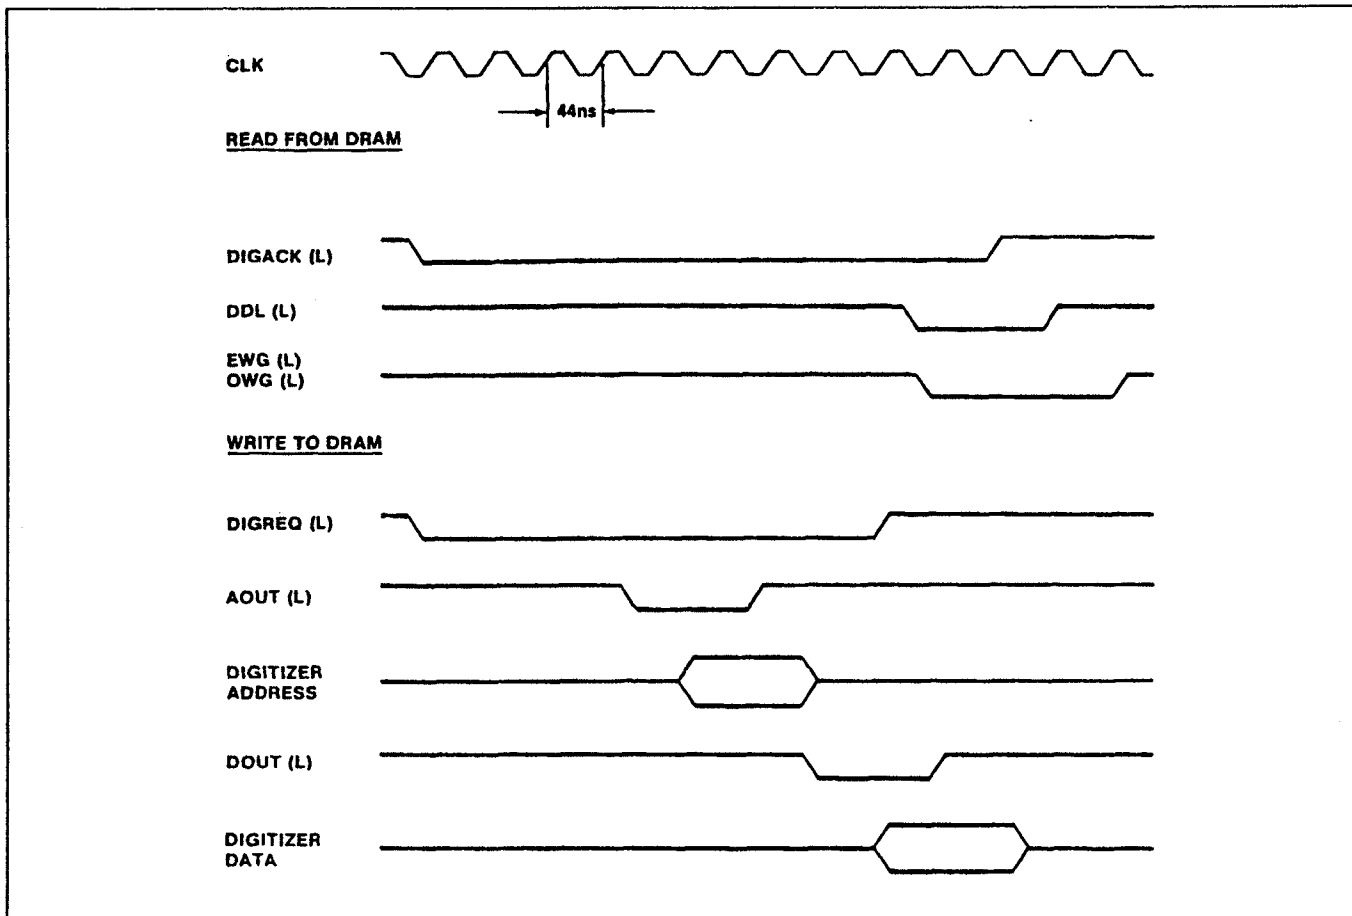 CLK
44ns
READ FROM DRAM
DIGACK (L)
DDL (L)
EWG (L)
OWG (L)
WRITE TO DRAM
DIGREQ (L)
AOUT (L)
DIGITIZER
ADDRESS
DOUT (L)
DIGITIZER
DATA